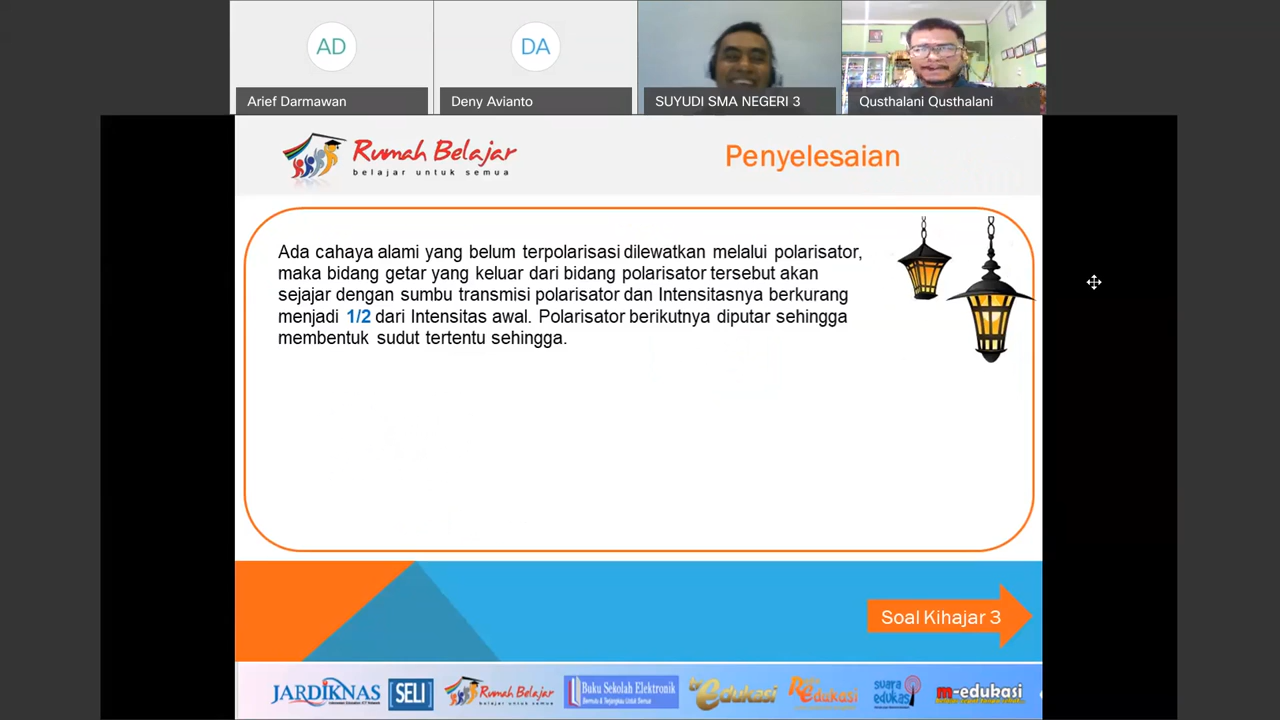 AD
DA
Arief Darmawan
Deny Avianto
SUYUDI SMA NEGERI 3
Qusthalani Qusthalani
Rumah Belajar
belajar untuk semua
Penyelesaian
Ada cahaya alami yang belum terpolarisasi dilewatkan melalui polarisator,
maka bidang getar yang keluar dari bidang polarisator tersebut akan
sejajar dengan sumbu transmisi polarisator dan Intensitasnya berkurang
menjadi 1/2 dari Intensitas awal. Polarisator berikutnya diputar sehingga
membentuk sudut tertentu sehingga.
Soal Kihajar 3
JARDIKNAS
SELI
Rumah Belajar
Buku Sekolah Elektronik
edukasi
edukasi
suara edukasi
m-edukasi